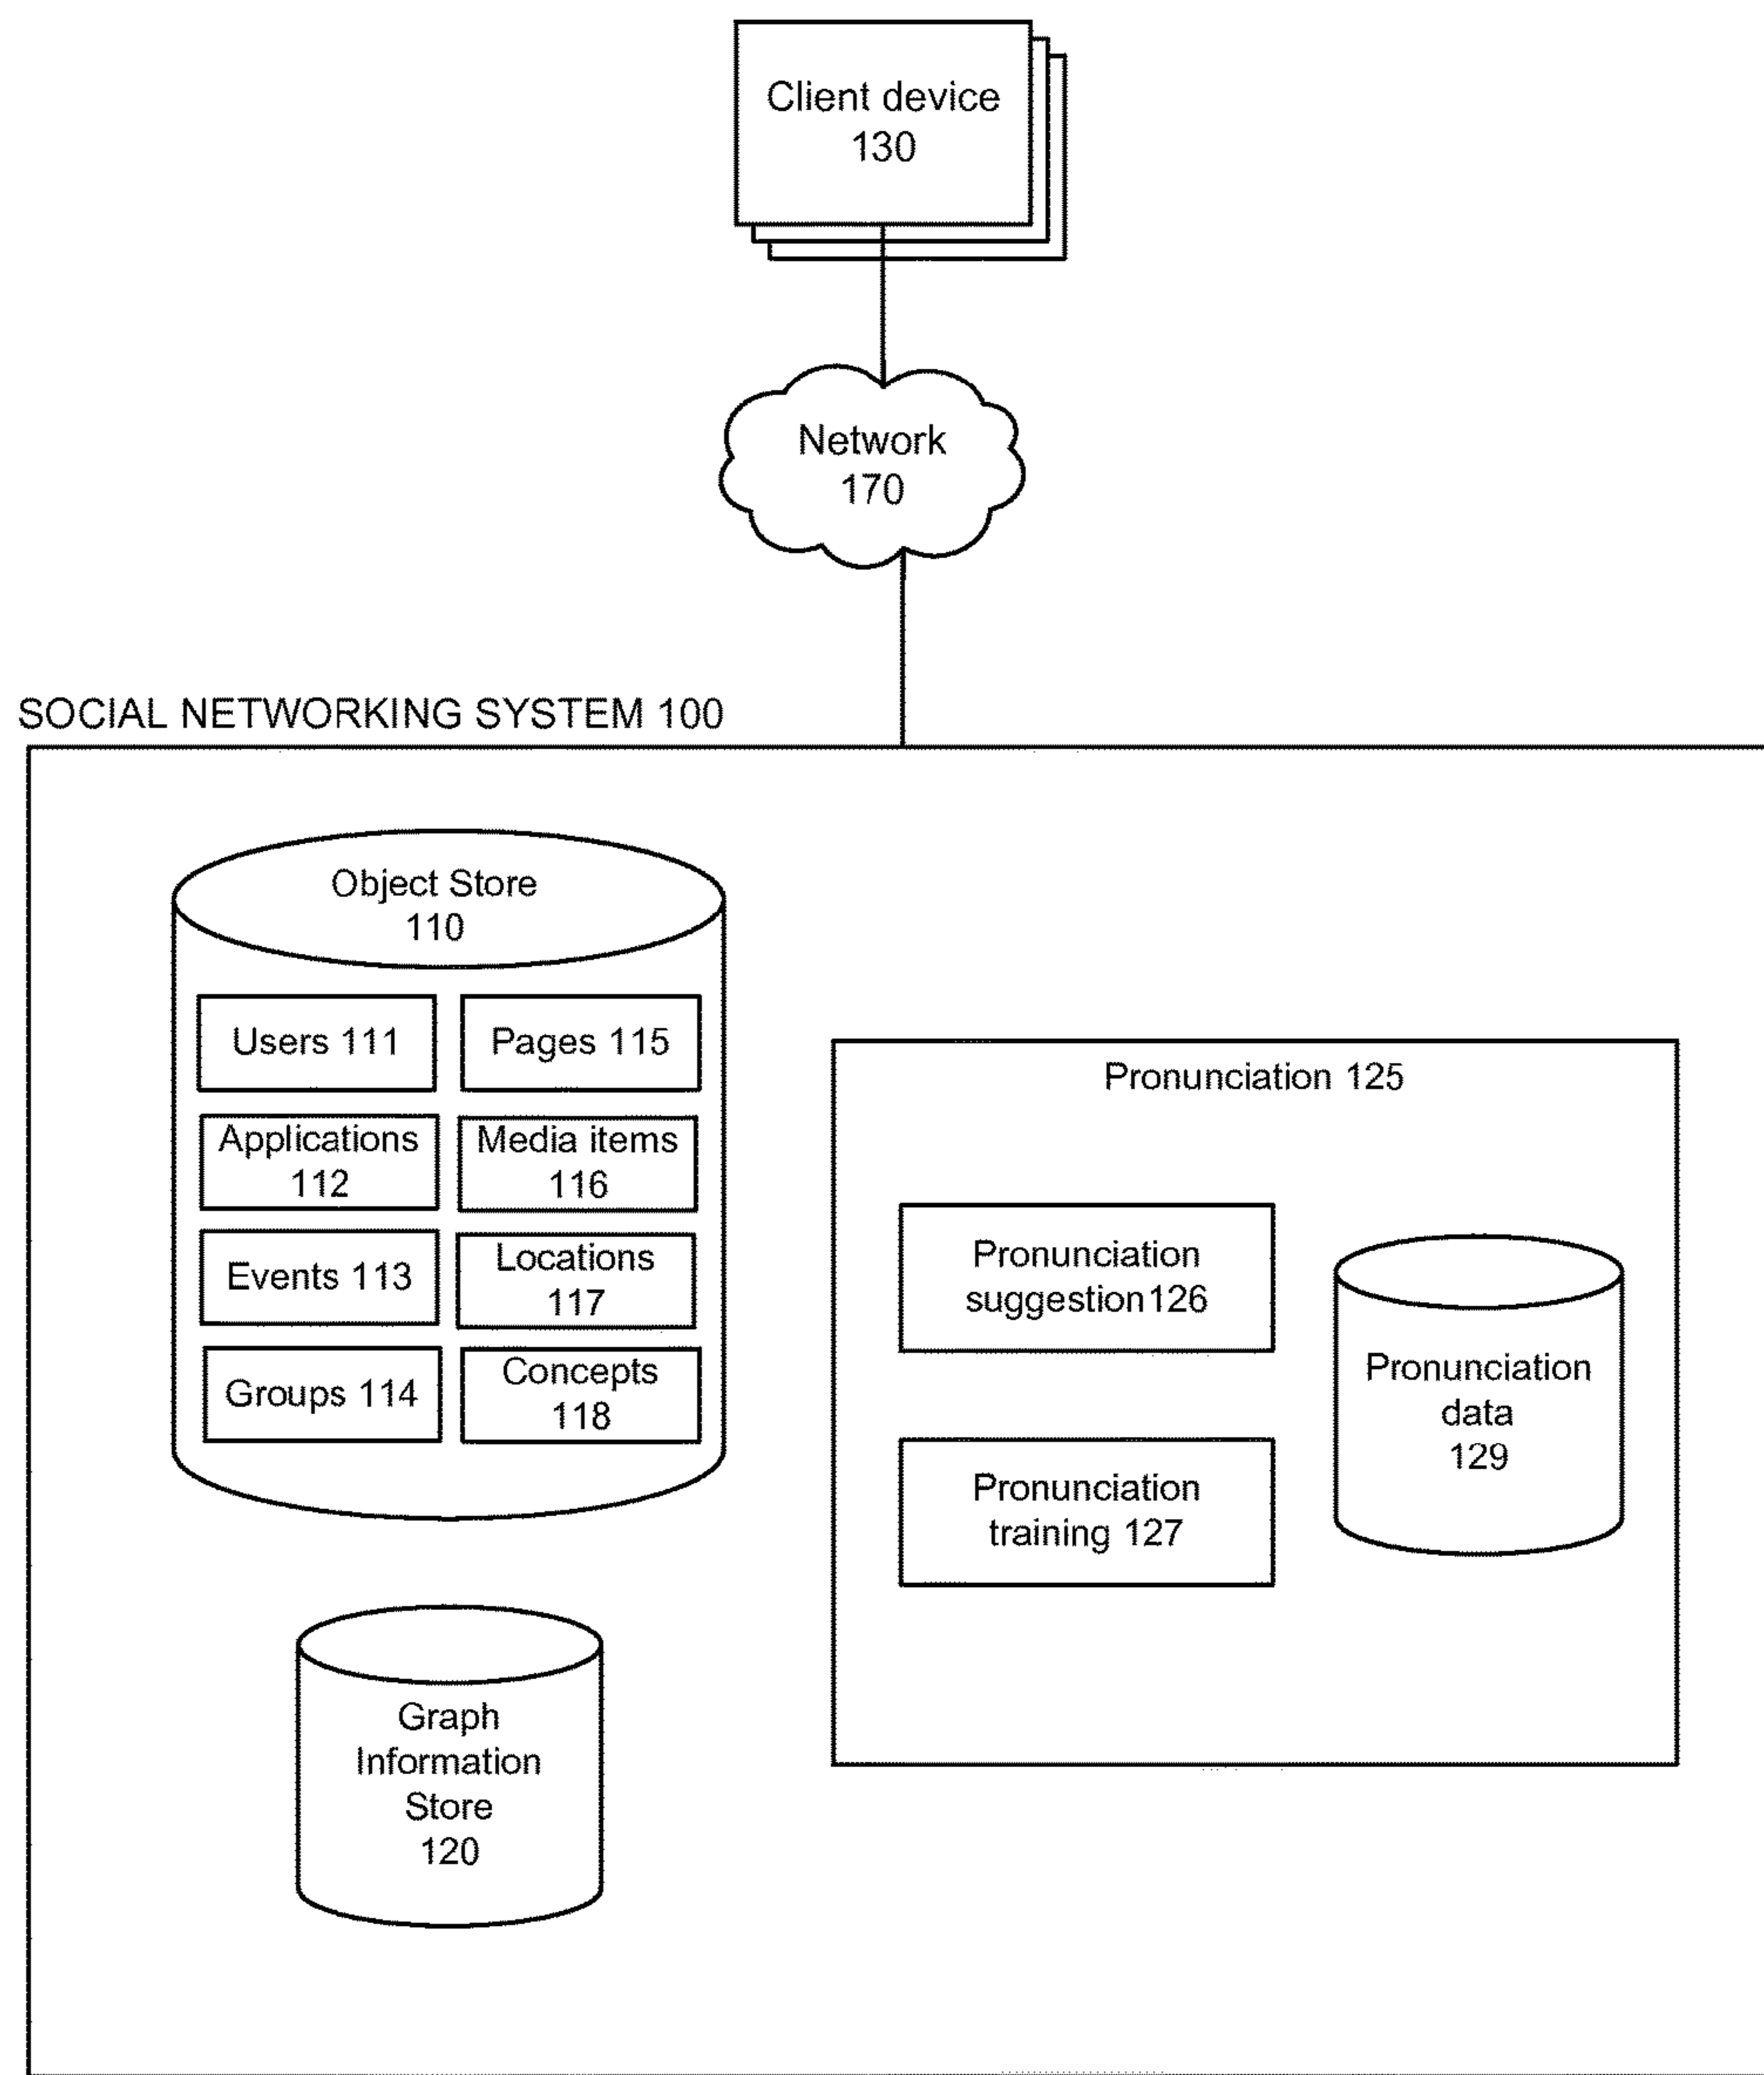 Client device
130
Network
170
SOCIAL NETWORKING SYSTEM 100
Object Store
110
Users 111
Pages 115
Applications
112
Media items
116
Events 113
Locations
117
Groups 114
Concepts
118
Pronunciation 125
Pronunciation
suggestion126
Pronunciation
training 127
Pronunciation
data
129
Graph
Information
Store
120